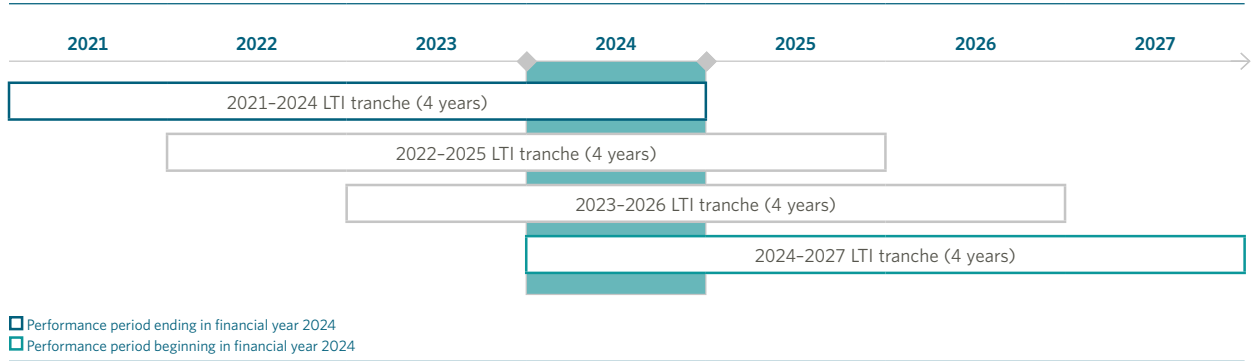 2021 2022 2023 2024 2025 2026 2027
2021–2024 LTI tranche (4 years)
2022–2025 LTI tranche (4 years)
2023–2026 LTI tranche (4 years)
2024–2027 LTI tranche (4 years)
Performance period ending in financial year 2024
Performance period beginning in financial year 2024